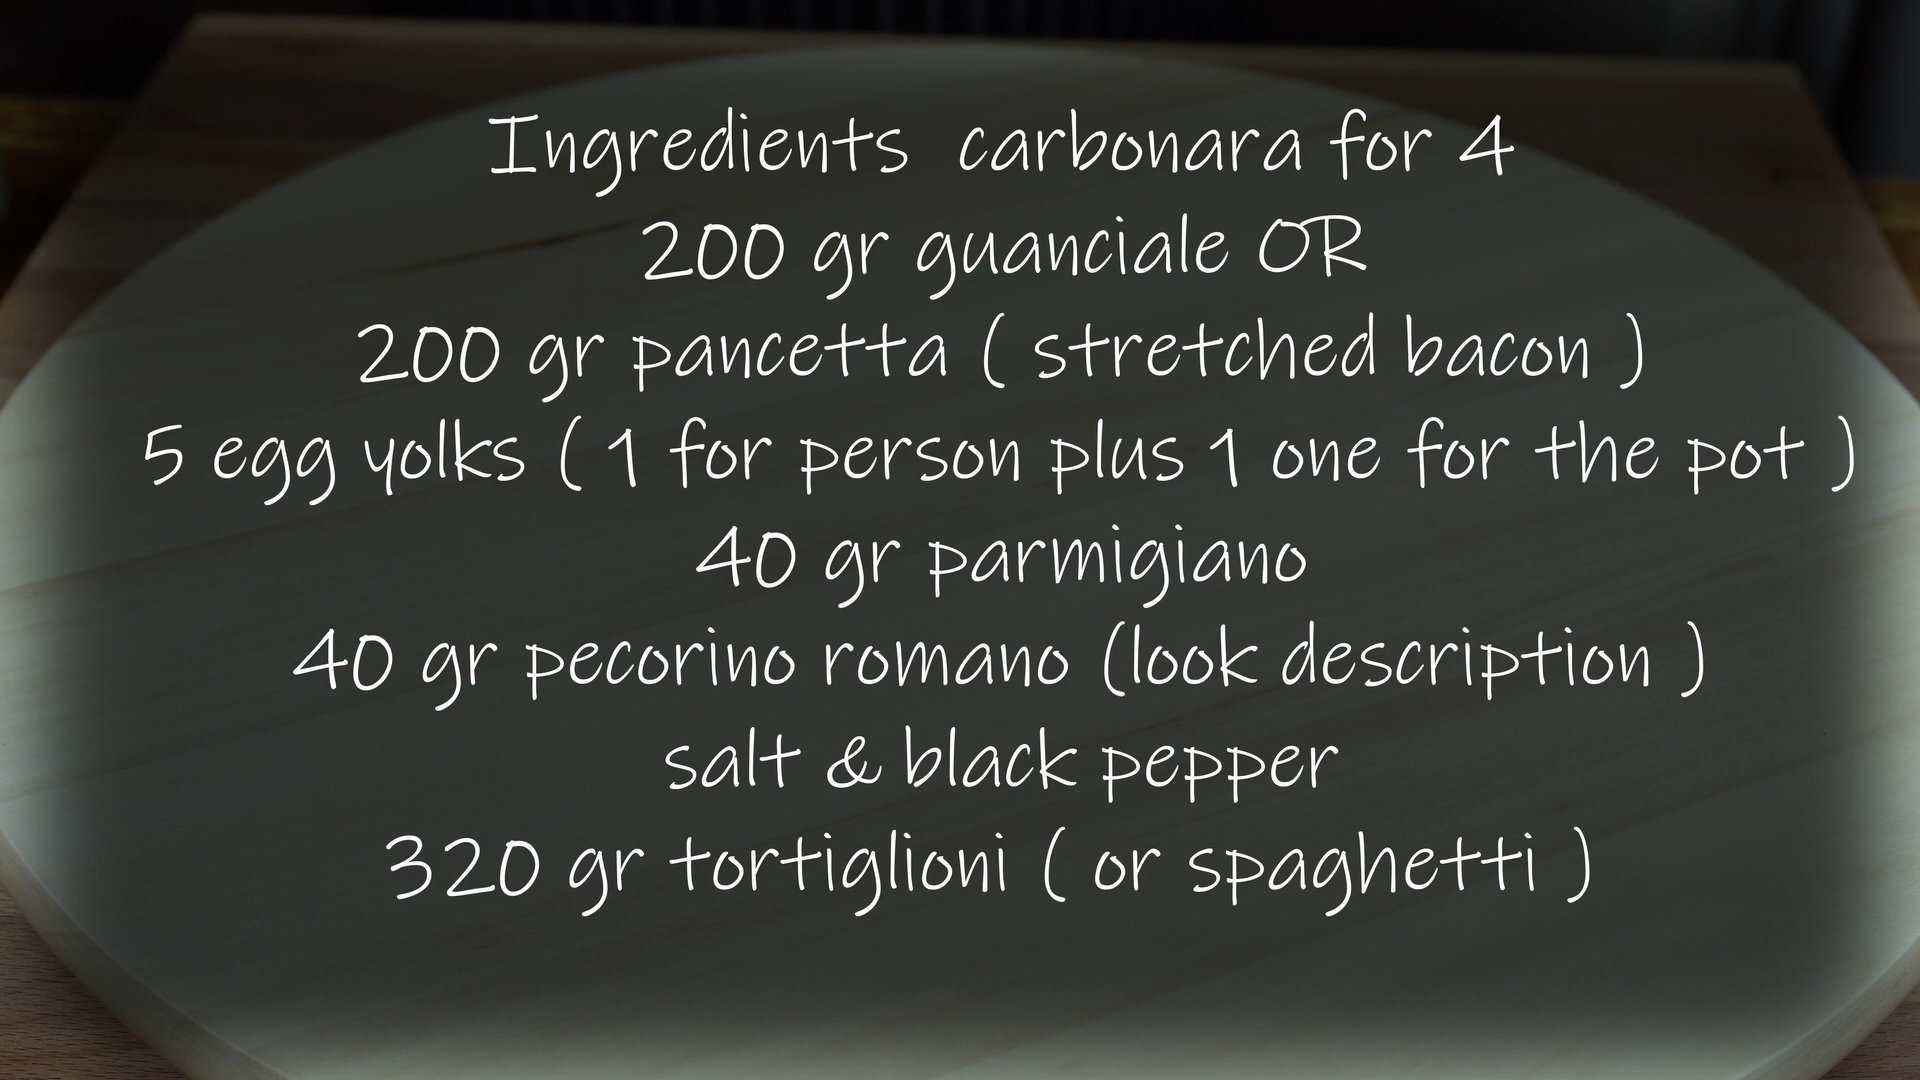 Ingredients carbonara for 4
200 gr guanciale OR
200 gr pancetta ( stretched bacon )
5 egg yolks ( 1 for person plus 1 one for the pot )
40 gr parmigiano
40 gr pecorino romano (look description )
salt & black pepper
320 gr tortiglioni ( or spaghetti )